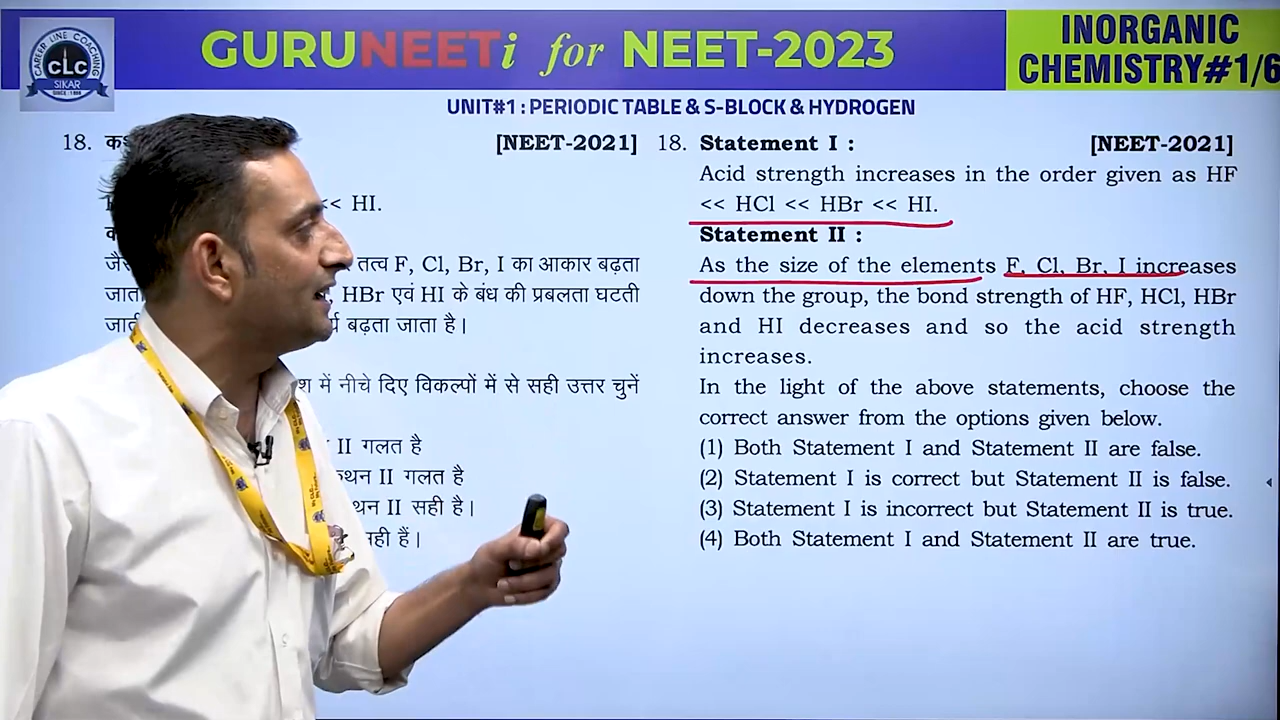 CAREER LINE COACHING
CLC
SIKAR
SINCE : 1996
GURUNEETi for NEET-2023
INORGANIC
CHEMISTRY#1/6
UNIT#1 : PERIODIC TABLE & S-BLOCK & HYDROGEN
18.
[NEET-2021]
<< HI.
तत्व F, Cl, Br, I का आकार बढ़ता
जाता
HBr एवं HI के बंध की प्रबलता घटती
बढ़ता जाता है।
में नीचे दिए विकल्पों में से सही उत्तर चुनें
II गलत है
II गलत है
II सही है।
हैं।
18. Statement I : [NEET-2021]
Acid strength increases in the order given as HF
<< HCl << HBr << HI.
Statement II :
As the size of the elements F, Cl, Br, I increases
down the group, the bond strength of HF, HCl, HBr
and HI decreases and so the acid strength
increases.
In the light of the above statements, choose the
correct answer from the options given below.
(1) Both Statement I and Statement II are false.
(2) Statement I is correct but Statement II is false.
(3) Statement I is incorrect but Statement II is true.
(4) Both Statement I and Statement II are true.